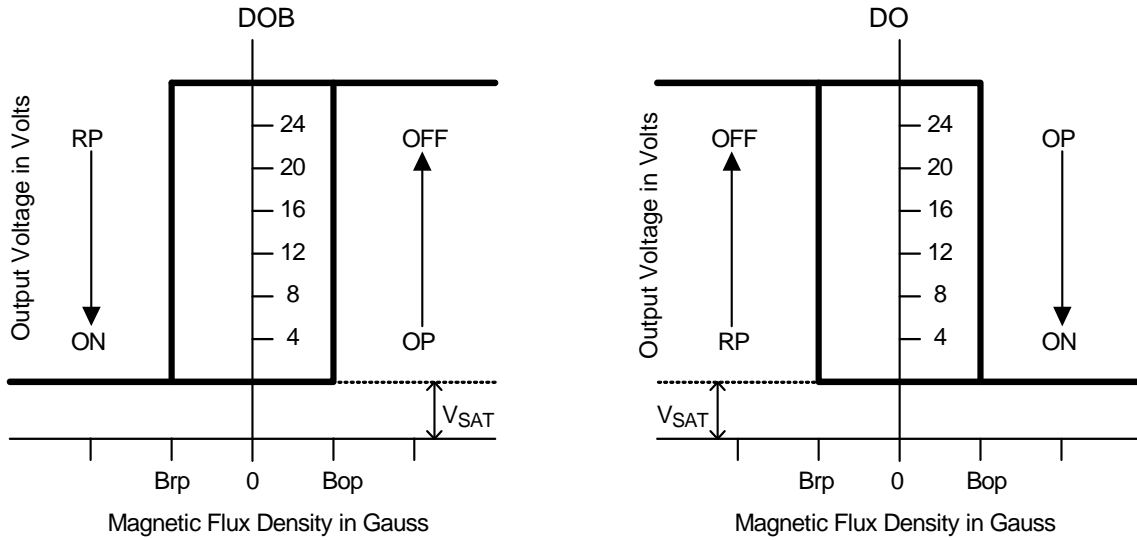 DOB
Output Voltage in Volts
RP
ON
24
20
16
12
8
4
OFF
OP
VSAT
Brp
0
Bop
Magnetic Flux Density in Gauss
DO
Output Voltage in Volts
OFF
RP
24
20
16
12
8
4
OP
ON
VSAT
Brp
0
Bop
Magnetic Flux Density in Gauss